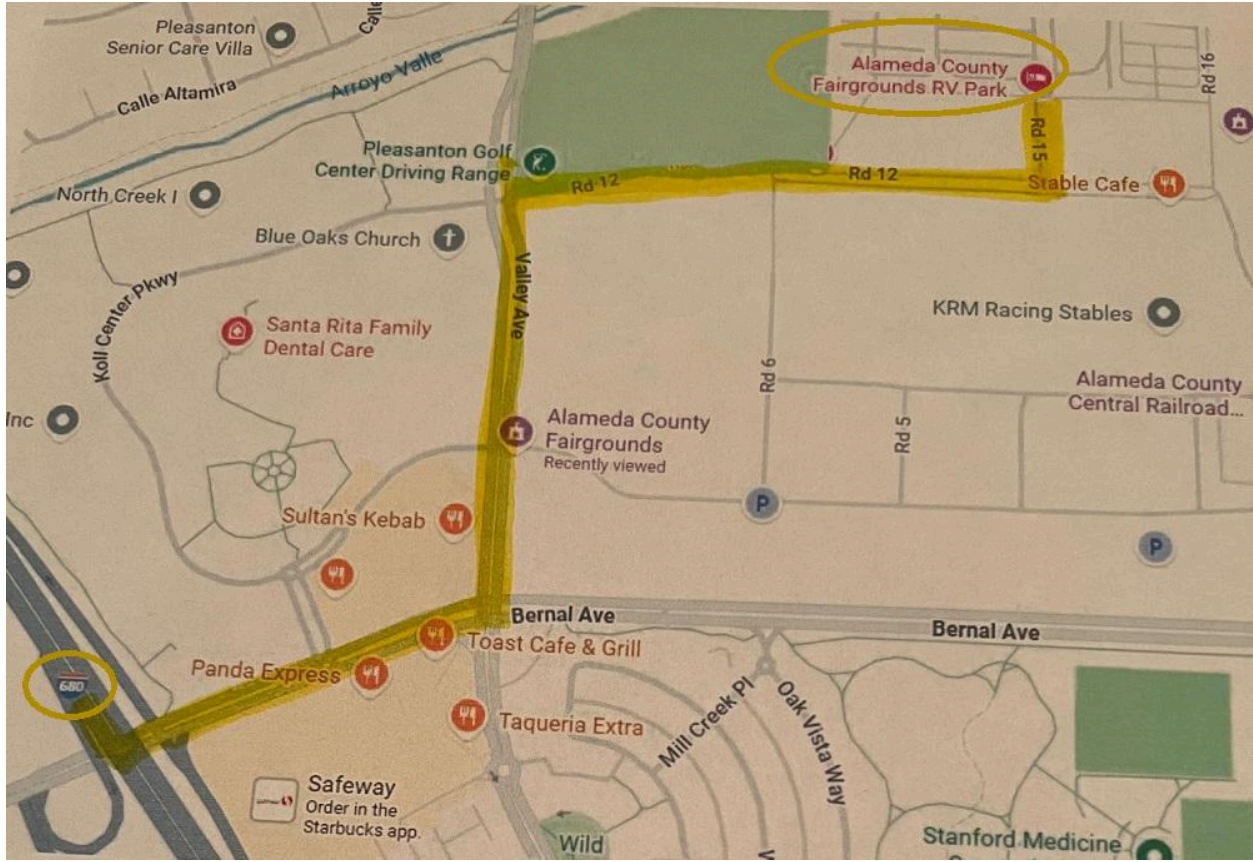 Pleasanton
Senior Care Villa
Calle
Calle Altamira
Arroyo Valle
Alameda County
Fairgrounds RV Park
Rd 16
Rd 15
Pleasanton Golf
Center Driving Range
Rd 12
Rd 12
Stable Cafe
North Creek I
Blue Oaks Church
Koll Center Pkwy
Valley Ave
Santa Rita Family
Dental Care
KRM Racing Stables
Rd 6
Rd 5
Alameda County
Central Railroad...
Inc
Alameda County
Fairgrounds
Recently viewed
P
Sultan's Kebab
P
Bernal Ave
Bernal Ave
Toast Cafe & Grill
Panda Express
680
Taqueria Extra
Mill Creek Pl
Oak Vista Way
Safeway
Order in the
Starbucks app.
Wild
Stanford Medicine